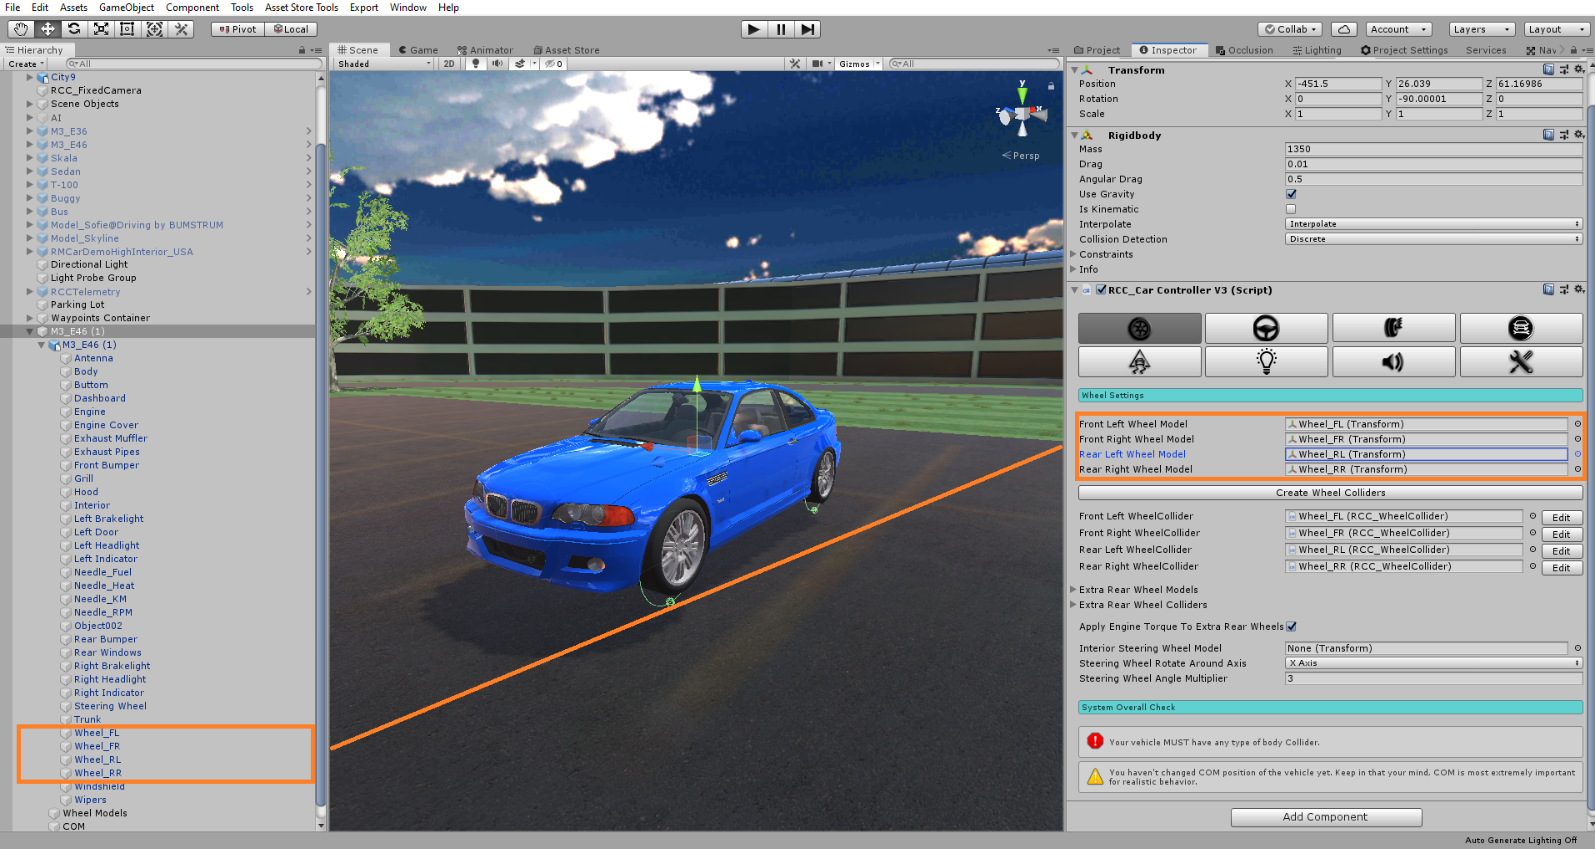 File Edit Assets GameObject Component Tools Asset Store Tools Export Window Help
Pivot Local Collab Account Layers Layout
Hierarchy
Create All
City9
RCC_FixedCamera
Scene Objects
AI
M3_E36
M3_E46
Skala
Sedan
T-100
Buggy
Bus
Model_Sofie@Driving by BUMSTRUM
Model_Skyline
RMCarDemoHighInterior_USA
Directional Light
Light Probe Group
RCCTelemetry
Parking Lot
Waypoints Container
M3_E46 (1)
M3_E46 (1)
Antenna
Body
Buttom
Dashboard
Engine
Engine Cover
Exhaust Muffler
Exhaust Pipes
Front Bumper
Grill
Hood
Interior
Left Brakelight
Left Door
Left Headlight
Left Indicator
Needle_Fuel
Needle_Heat
Needle_KM
Needle_RPM
Object002
Rear Bumper
Rear Windows
Right Brakelight
Right Headlight
Right Indicator
Steering Wheel
Trunk
Wheel_FL
Wheel_FR
Wheel_RL
Wheel_RR
Windshield
Wipers
Wheel Models
COM
Scene Game Animator Asset Store
Shaded 2D 0 Gizmos All
y
z x
Persp
Project Inspector Occlusion Lighting Project Settings Services Nav
Transform
Position X -451.5 Y 26.039 Z 61.16986
Rotation X 0 Y -90.00001 Z 0
Scale X 1 Y 1 Z 1
Rigidbody
Mass 1350
Drag 0.01
Angular Drag 0.5
Use Gravity
Is Kinematic
Interpolate Interpolate
Collision Detection Discrete
Constraints
Info
RCC_Car Controller V3 (Script)
Wheel Settings
Front Left Wheel Model Wheel_FL (Transform)
Front Right Wheel Model Wheel_FR (Transform)
Rear Left Wheel Model Wheel_RL (Transform)
Rear Right Wheel Model Wheel_RR (Transform)
Create Wheel Colliders
Front Left WheelCollider Wheel_FL (RCC_WheelCollider) Edit
Front Right WheelCollider Wheel_FR (RCC_WheelCollider) Edit
Rear Left WheelCollider Wheel_RL (RCC_WheelCollider) Edit
Rear Right WheelCollider Wheel_RR (RCC_WheelCollider) Edit
Extra Rear Wheel Models
Extra Rear Wheel Colliders
Apply Engine Torque To Extra Rear Wheels
Interior Steering Wheel Model None (Transform)
Steering Wheel Rotate Around Axis X Axis
Steering Wheel Angle Multiplier 3
System Overall Check
Your vehicle MUST have any type of body Collider.
You haven't changed COM position of the vehicle yet. Keep in that your mind, COM is most extremely important
for realistic behavior.
Add Component
Auto Generate Lighting Off